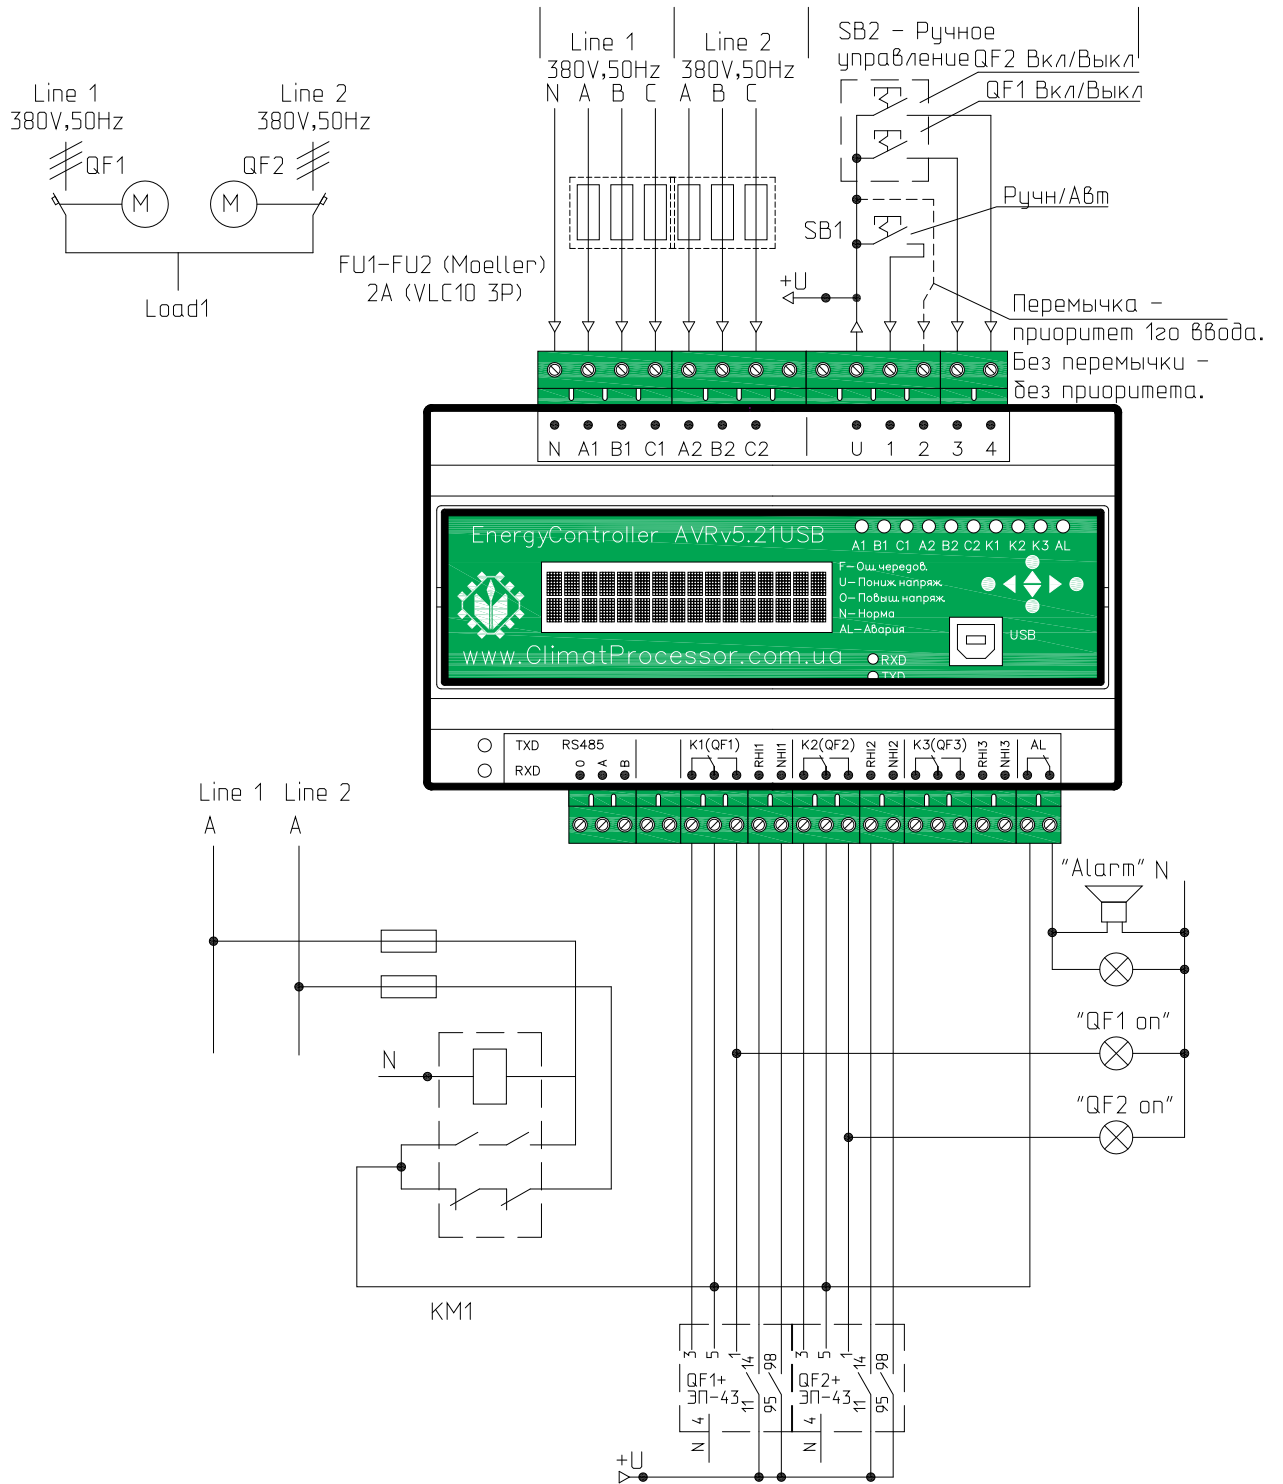 Line 1
380V,50Hz
QF1
M
Line 2
380V,50Hz
QF2
M
Load1
Line 1
380V,50Hz
Line 2
380V,50Hz
N A B C A B C
FU1-FU2 (Moeller)
2A (VLC10 3P)
SB2 - Ручное
управление QF2 Вкл/Выкл
QF1 Вкл/Выкл
SB1
Ручн/Авт
+U
Перемычка -
приоритет 1го ввода.
Без перемычки -
без приоритета.
N A1 B1 C1 A2 B2 C2 U 1 2 3 4
EnergyController AVRv5.21USB
A1 B1 C1 A2 B2 C2 K1 K2 K3 AL
F-Ош.чередов.
U-Пониж.напряж.
O-Повыш.напряж.
N-Норма
AL-Авария
USB
www.ClimatProcessor.com.ua
RXD
TXD
TXD RS485 K1(QF1) RHI1 NHI1 K2(QF2) RHI2 NHI2 K3(QF3) RHI3 NHI3 AL
RXD 0 A B
Line 1 Line 2
A A
N
KM1
"Alarm" N
"QF1 on"
"QF2 on"
3 5 1 14 98
QF1+
ЭП-43
11 95
N 4
3 5 1 14 98
QF2+
ЭП-43
11 95
N 4
+U